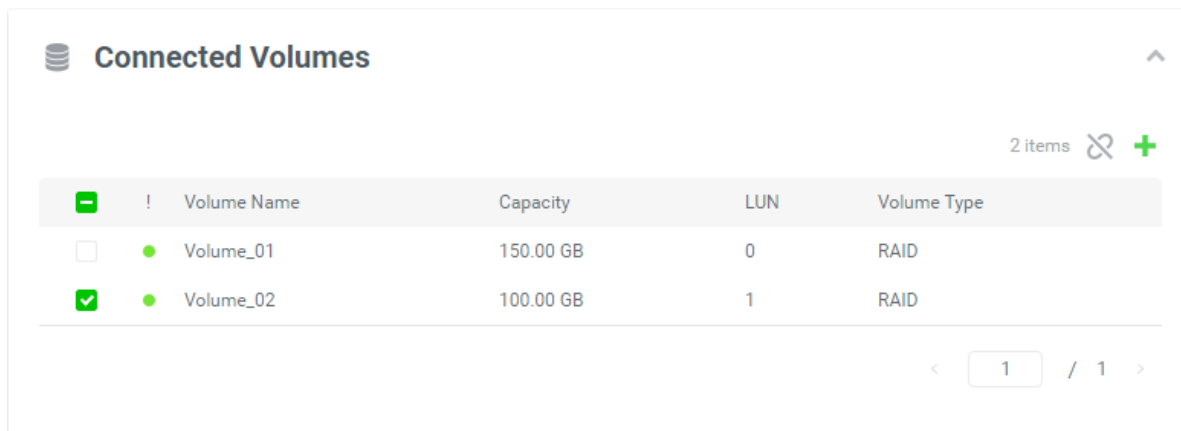 Connected Volumes
2 items
! Volume Name Capacity LUN Volume Type
Volume_01 150.00 GB 0 RAID
Volume_02 100.00 GB 1 RAID
< 1 / 1 >